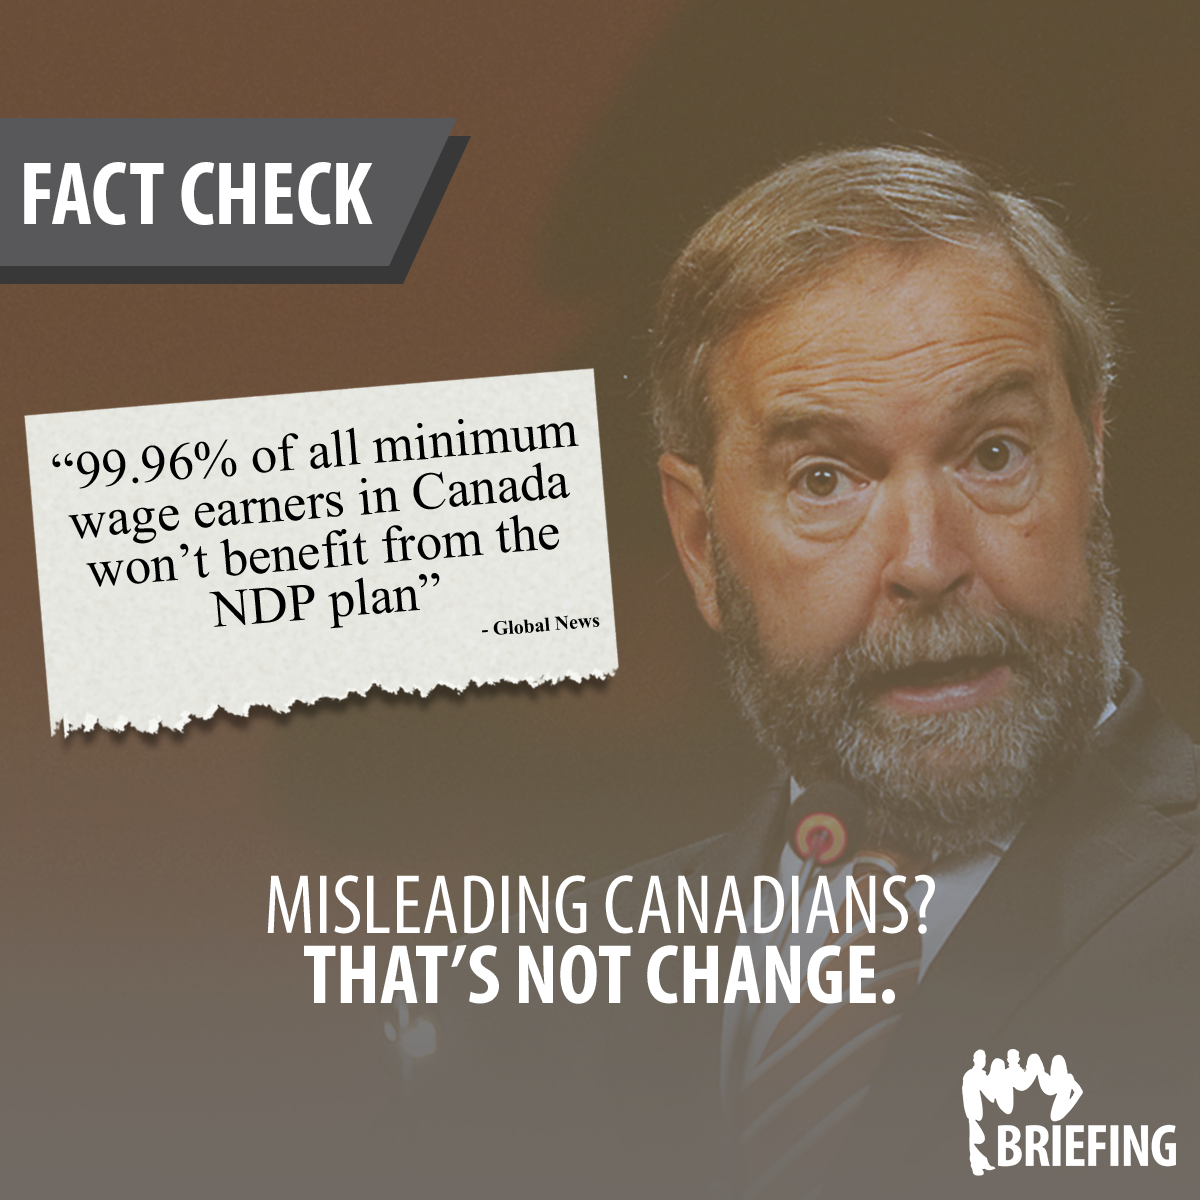 FACT CHECK
“99.96% of all minimum
wage earners in Canada
won’t benefit from the
NDP plan”
- Global News
MISLEADING CANADIANS?
THAT’S NOT CHANGE.
BRIEFING